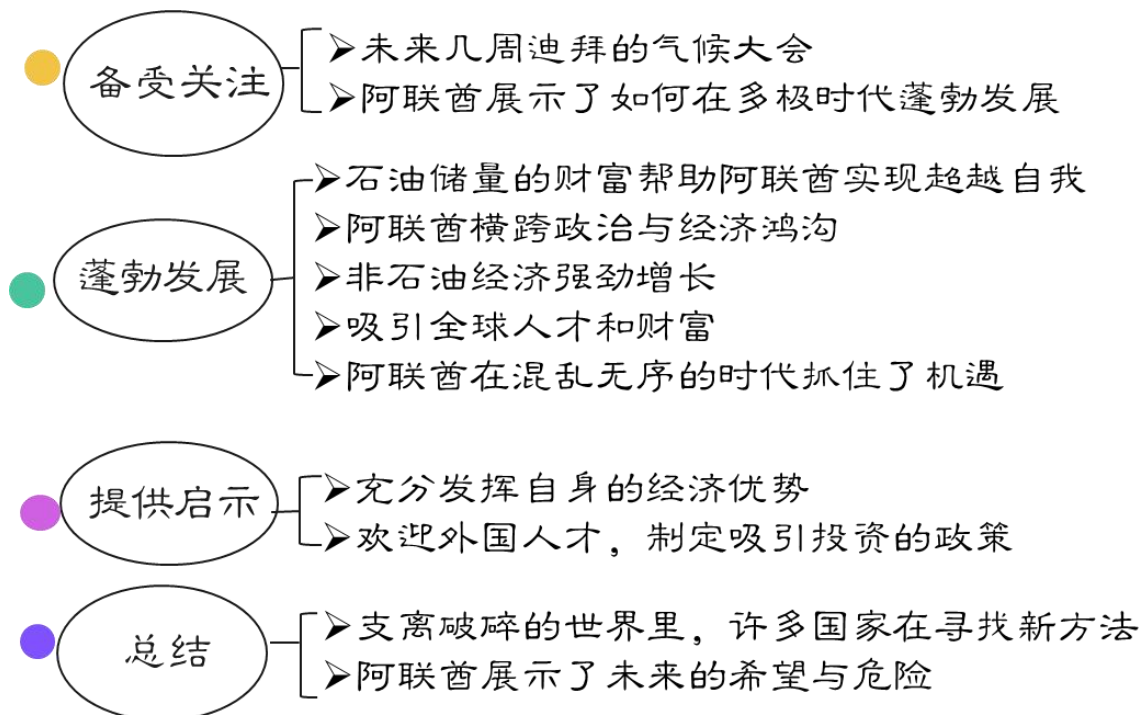 备受关注
未来几周迪拜的气候大会
阿联酋展示了如何在多极时代蓬勃发展
蓬勃发展
石油储量的财富帮助阿联酋实现超越自我
阿联酋横跨政治与经济鸿沟
非石油经济强劲增长
吸引全球人才和财富
阿联酋在混乱无序的时代抓住了机遇
提供启示
充分发挥自身的经济优势
欢迎外国人才，制定吸引投资的政策
总结
支离破碎的世界里，许多国家在寻找新方法
阿联酋展示了未来的希望与危险